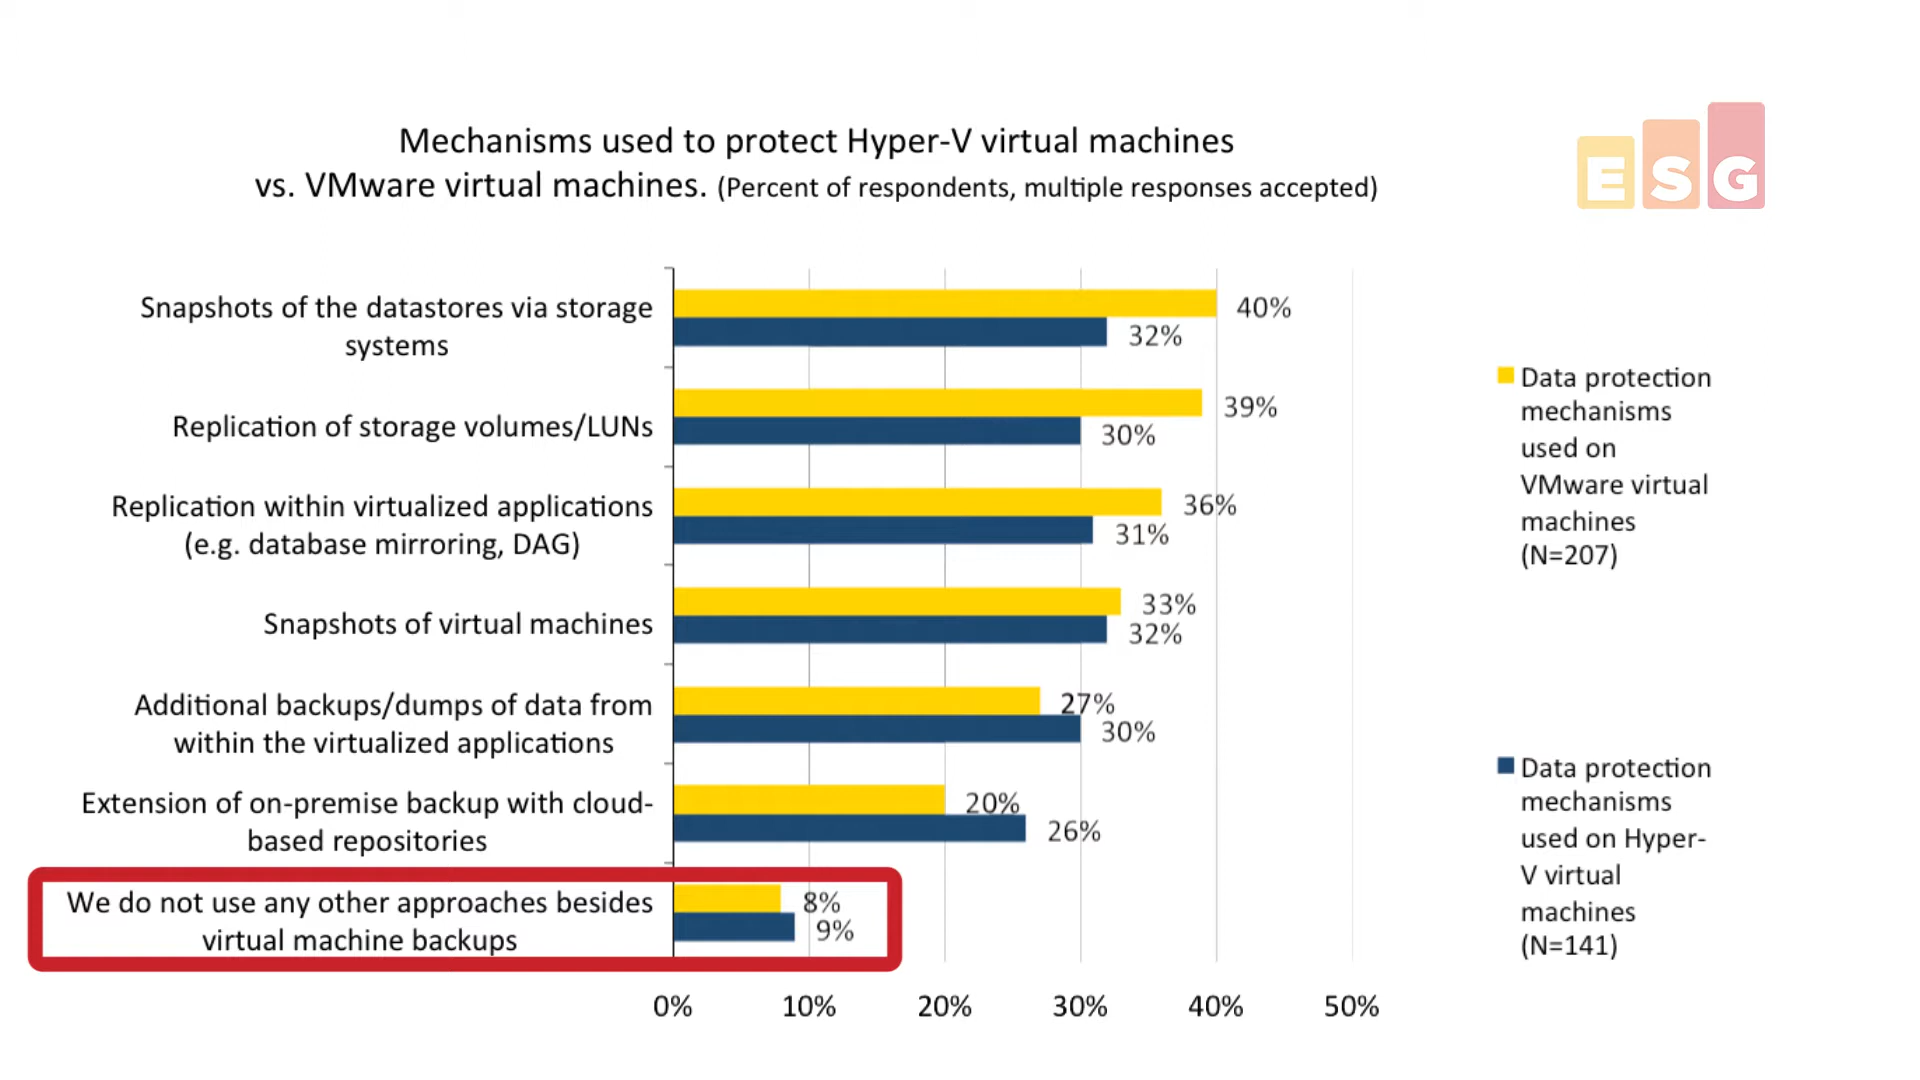 Mechanisms used to protect Hyper-V virtual machines
vs. VMware virtual machines. (Percent of respondents, multiple responses accepted)
ESG
Snapshots of the datastores via storage
systems
40%
32%
Replication of storage volumes/LUNs
39%
30%
Replication within virtualized applications
(e.g. database mirroring, DAG)
36%
31%
Snapshots of virtual machines
33%
32%
Additional backups/dumps of data from
within the virtualized applications
27%
30%
Extension of on-premise backup with cloud-
based repositories
20%
26%
We do not use any other approaches besides
virtual machine backups
8%
9%
0% 10% 20% 30% 40% 50%
Data protection
mechanisms
used on
VMware virtual
machines
(N=207)
Data protection
mechanisms
used on Hyper-
V virtual
machines
(N=141)